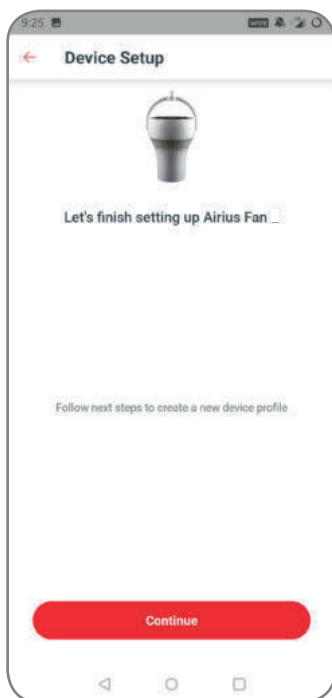 9:25
Device Setup
Let's finish setting up Airius Fan _
Follow next steps to create a new device profile
Continue